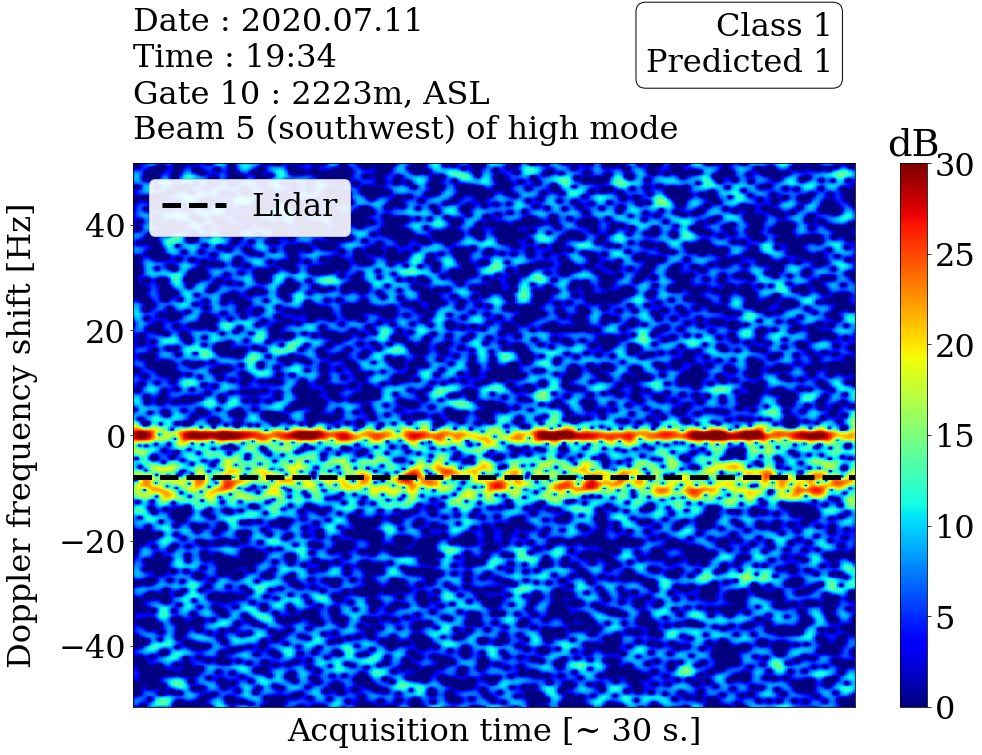 Date : 2020.07.11
Time : 19:34
Gate 10 : 2223m, ASL
Beam 5 (southwest) of high mode
Class 1
Predicted 1
dB
Lidar
Doppler frequency shift [Hz]
40
20
0
−20
−40
30
25
20
15
10
5
0
Acquisition time [~ 30 s.]